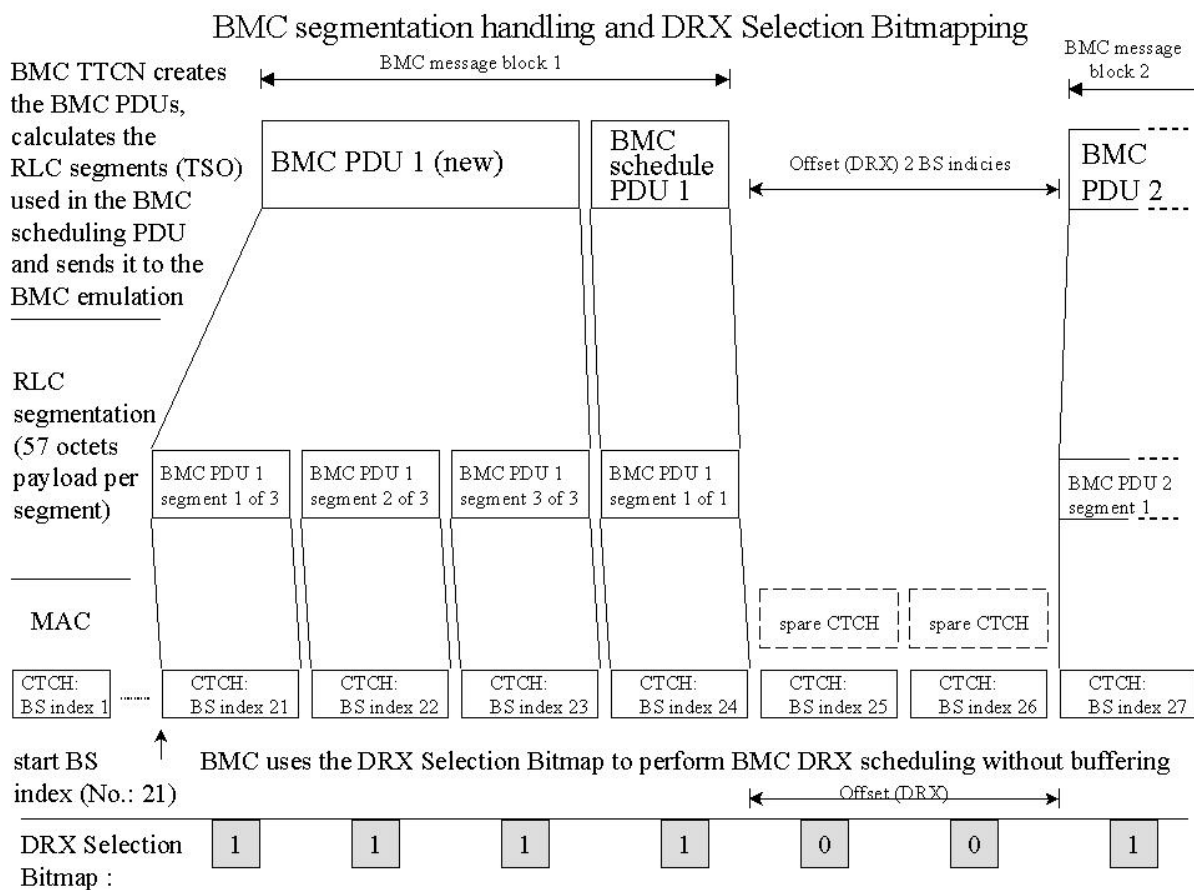 BMC segmentation handling and DRX Selection Bitmapping
BMC message block 1
BMC message
block 2
BMC TTCN creates
the BMC PDUs,
calculates the
RLC segments (TSO)
used in the BMC
scheduling PDU
and sends it to the
BMC emulation
BMC PDU 1 (new)
BMC
schedule
PDU 1
Offset (DRX) 2 BS indicies
BMC
PDU 2
RLC
segmentation
(57 octets
payload per
segment)
BMC PDU 1
segment 1 of 3
BMC PDU 1
segment 2 of 3
BMC PDU 1
segment 3 of 3
BMC PDU 1
segment 1 of 1
BMC PDU 2
segment 1
MAC
spare CTCH
spare CTCH
CTCH:
BS index 1
CTCH:
BS index 21
CTCH:
BS index 22
CTCH:
BS index 23
CTCH:
BS index 24
CTCH:
BS index 25
CTCH:
BS index 26
CTCH:
BS index 27
start BS
index (No.: 21)
BMC uses the DRX Selection Bitmap to perform BMC DRX scheduling without buffering
Offset (DRX)
DRX Selection
Bitmap :
1 1 1 1 0 0 1